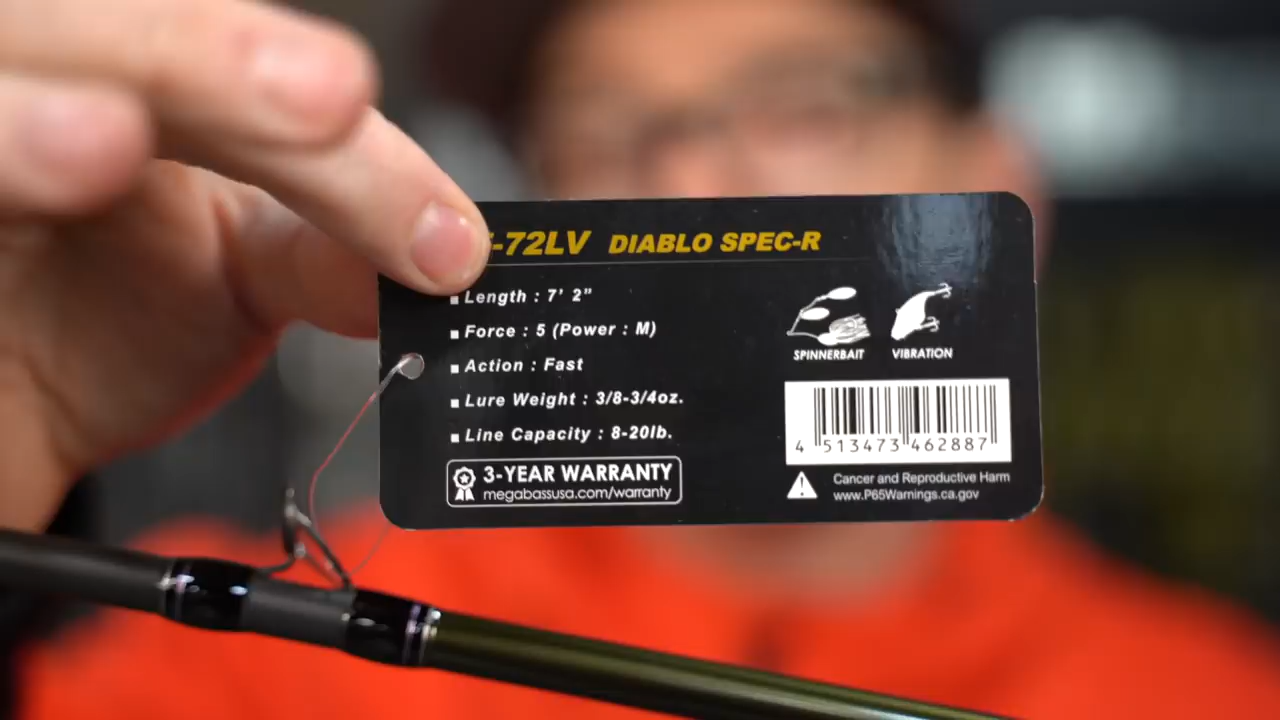 -72LV DIABLO SPEC-R
Length : 7' 2”
Force : 5 (Power : M)
Action : Fast
Lure Weight : 3/8-3/4oz.
Line Capacity : 8-20lb.
3-YEAR WARRANTY
megabassusa.com/warranty
SPINNERBAIT VIBRATION
4 513473 462887
Cancer and Reproductive Harm
www.P65Warnings.ca.gov